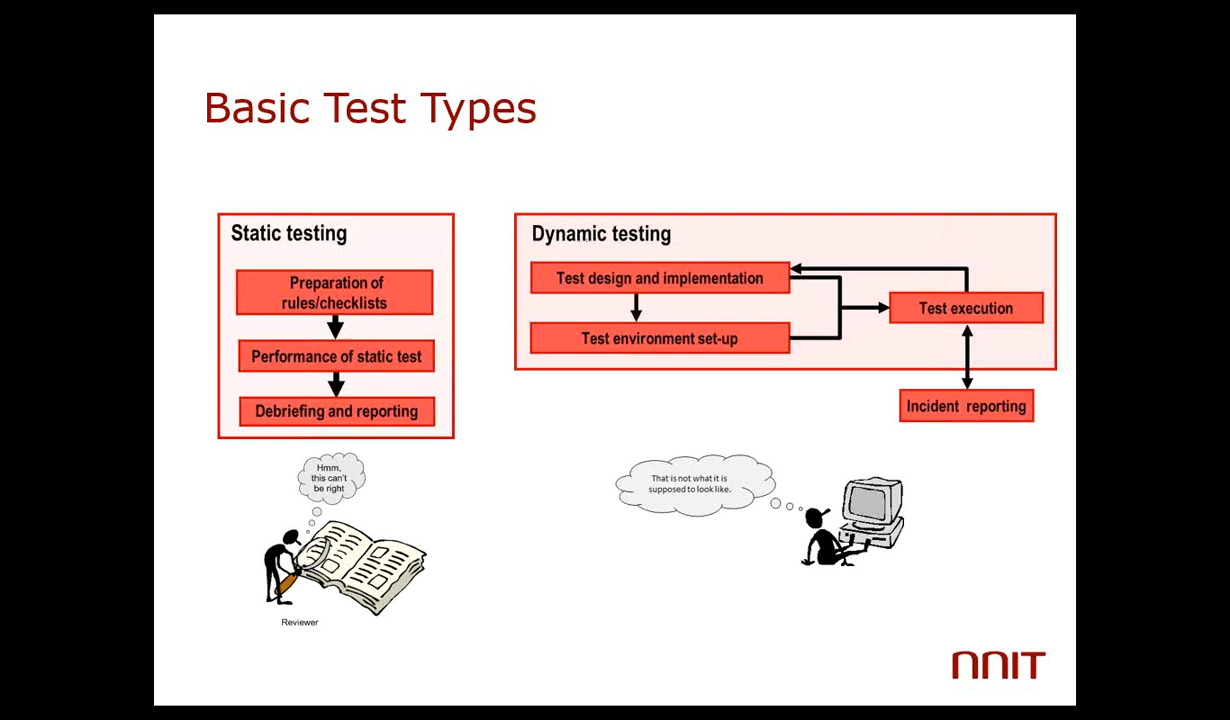 Basic Test Types
Static testing
Preparation of
rules/checklists
Performance of static test
Debriefing and reporting
Dynamic testing
Test design and implementation
Test environment set-up
Test execution
Incident reporting
Hmm,
this can't
be right
Reviewer
That is not what it is
supposed to look like.
NNIT